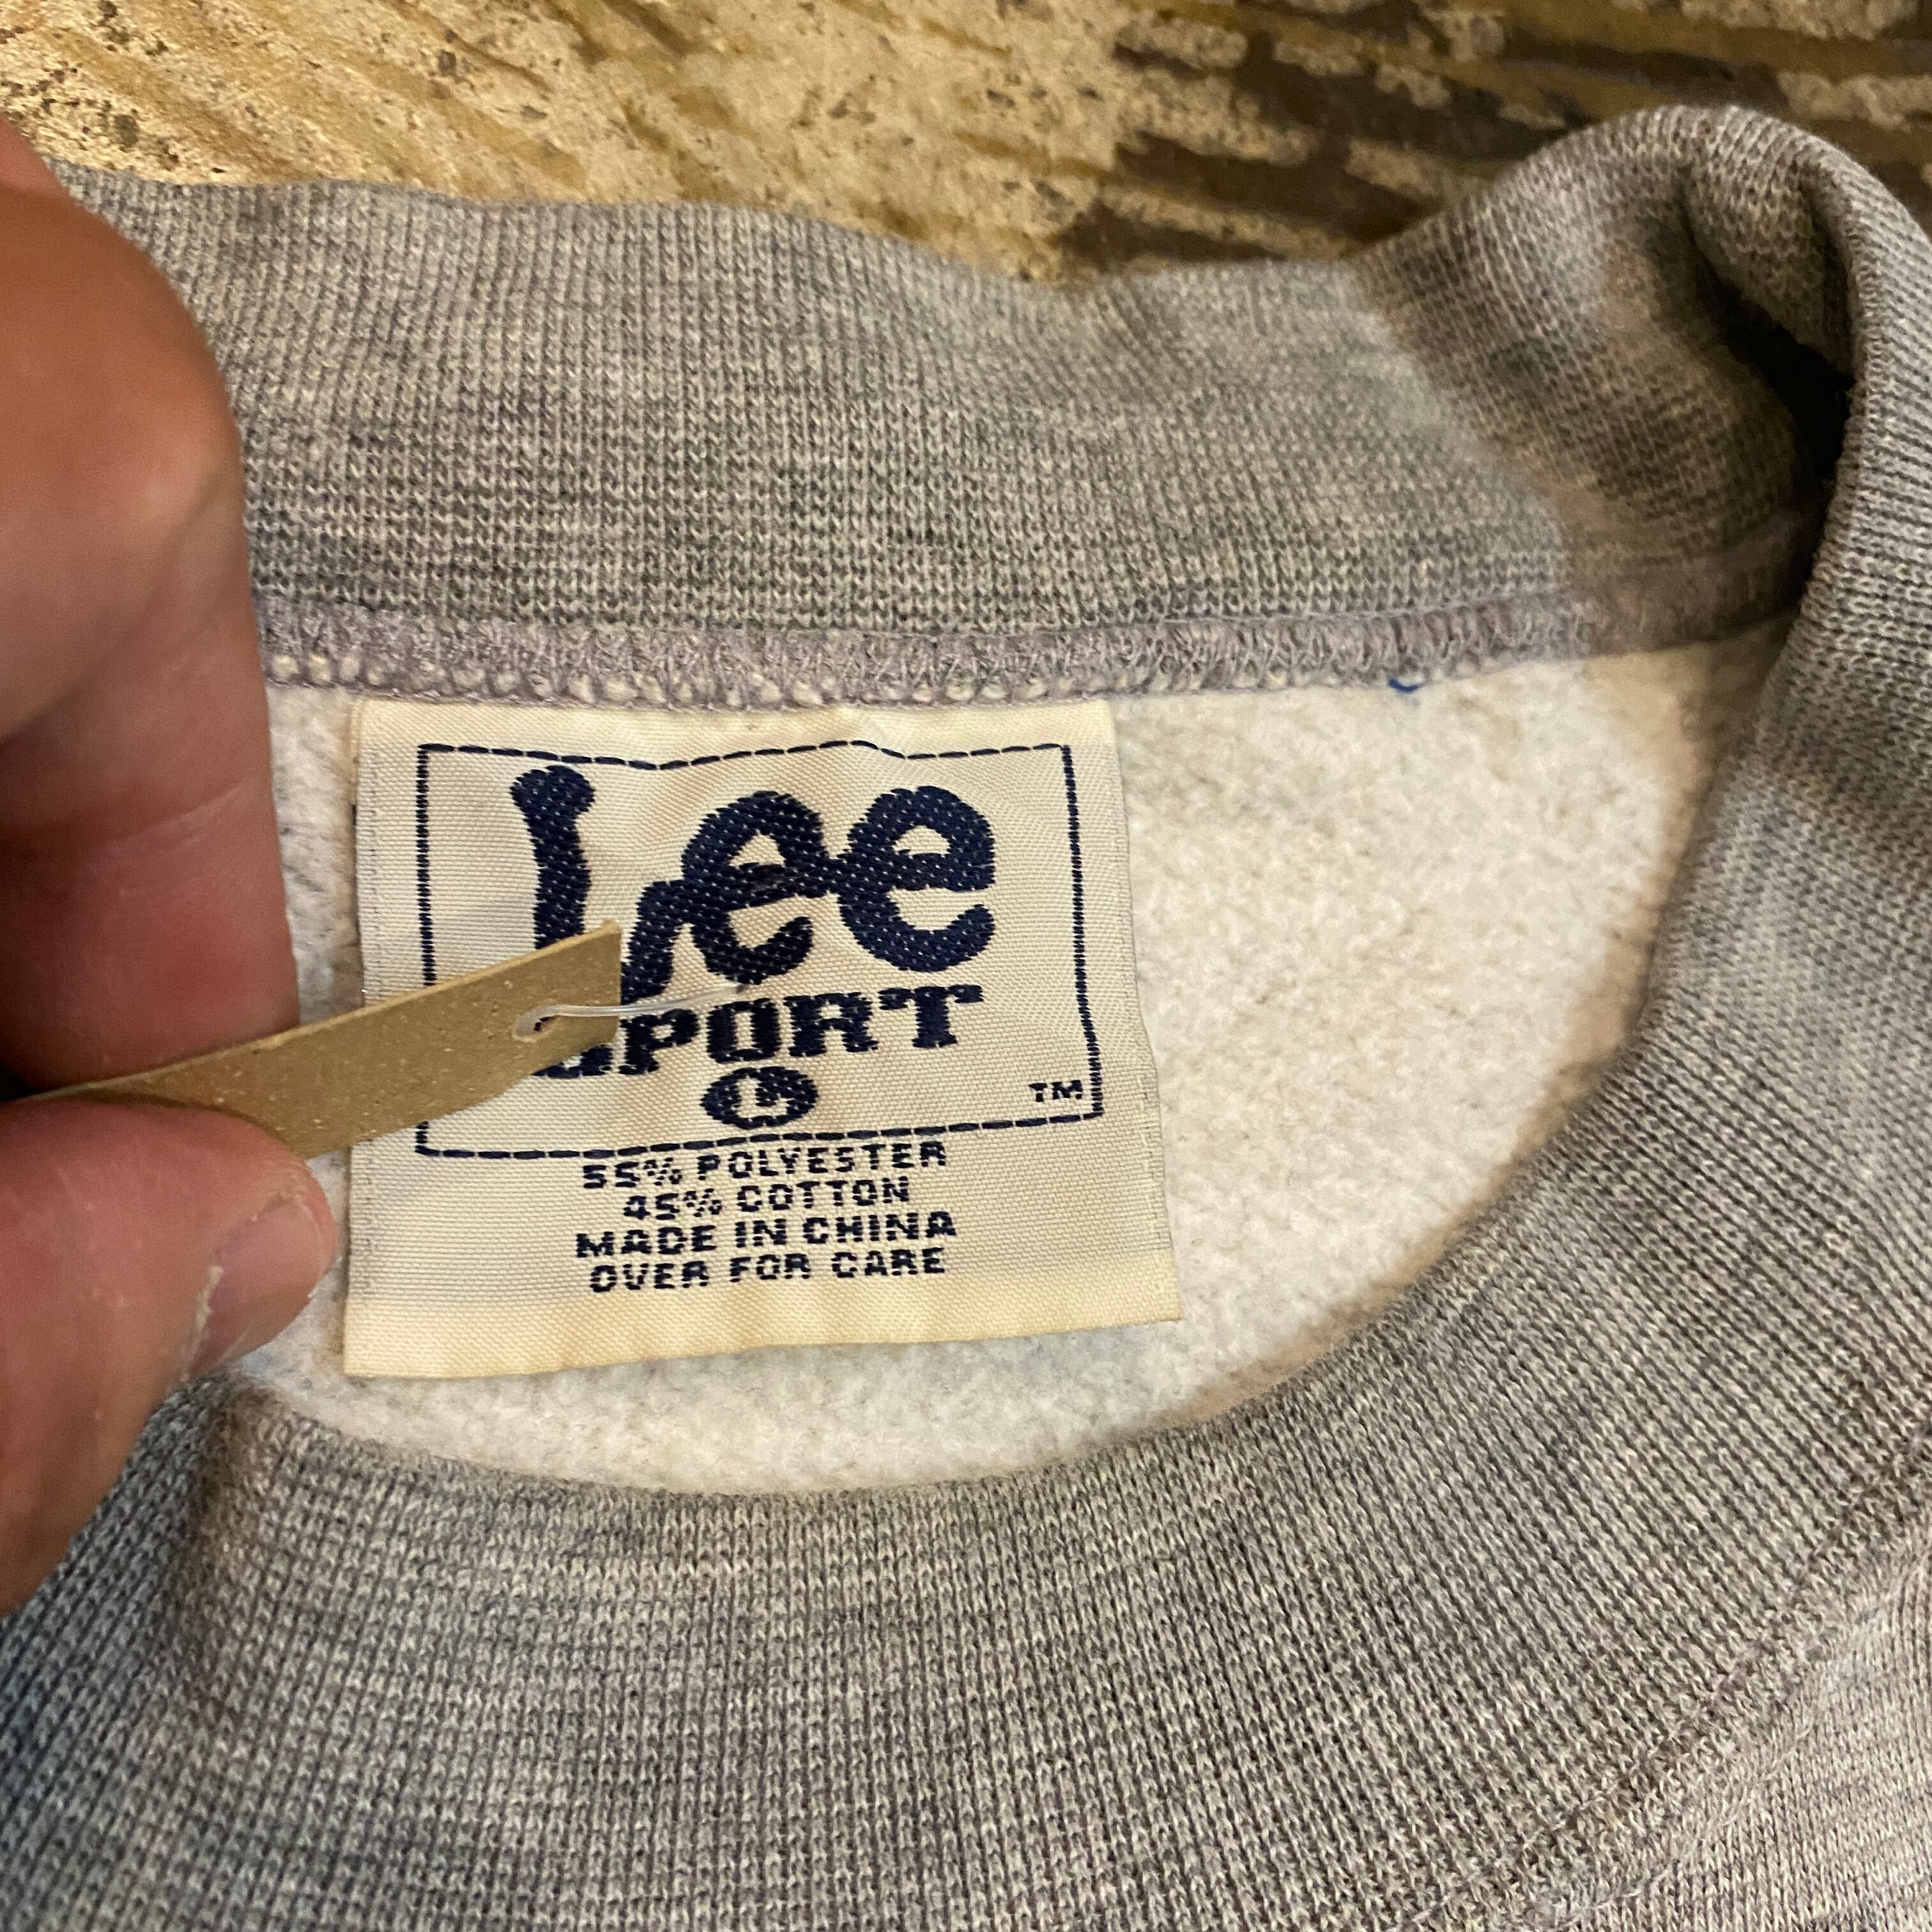 Lee
SPORT
L
TM
55% POLYESTER
45% COTTON
MADE IN CHINA
OVER FOR CARE